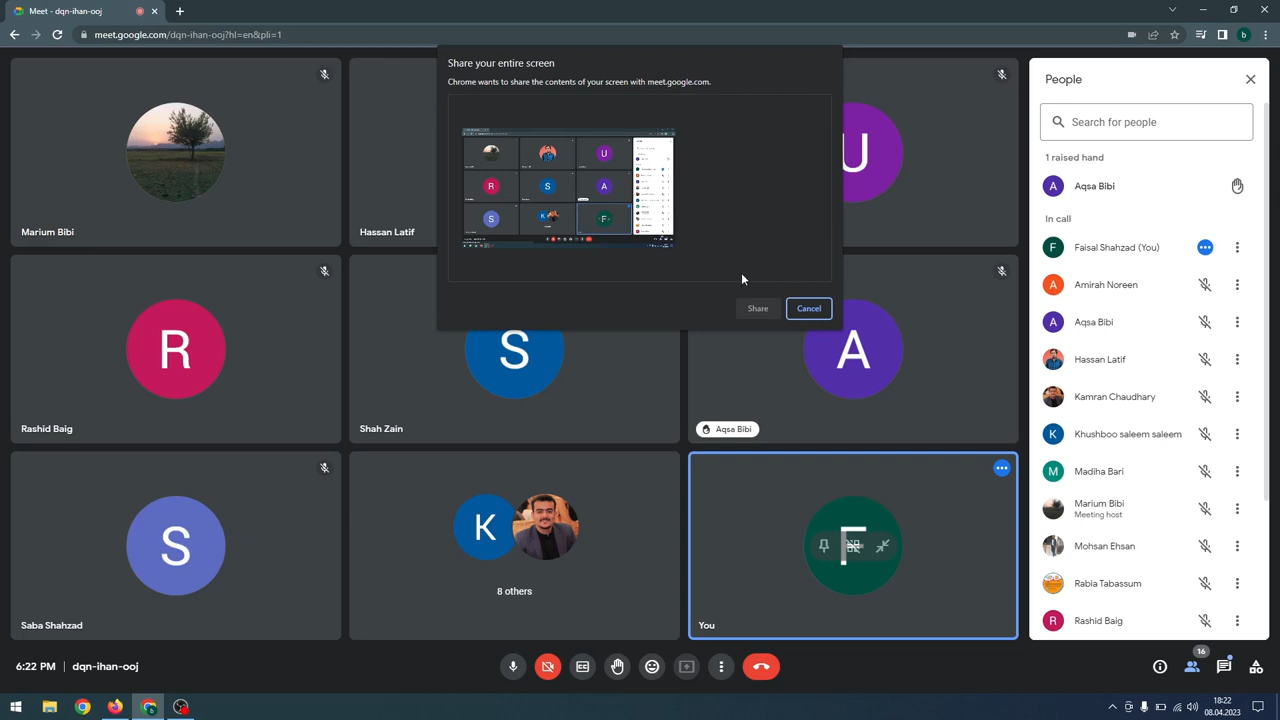 Meet - dqn-ihan-ooj
meet.google.com/dqn-ihan-ooj?hl=en&pli=1
b
Share your entire screen
Chrome wants to share the contents of your screen with meet.google.com.
Share
Cancel
Marium Bibi
Hassan Latif
U
R
Rashid Baig
S
Shah Zain
A
Aqsa Bibi
S
Saba Shahzad
K
8 others
F
You
People
Search for people
1 raised hand
A Aqsa Bibi
In call
F Faisal Shahzad (You)
A Amirah Noreen
A Aqsa Bibi
Hassan Latif
Kamran Chaudhary
K Khushboo saleem saleem
M Madiha Bari
Marium Bibi
Meeting host
Mohsan Ehsan
Rabia Tabassum
R Rashid Baig
6:22 PM | dqn-ihan-ooj
16
18:22
08.04.2023